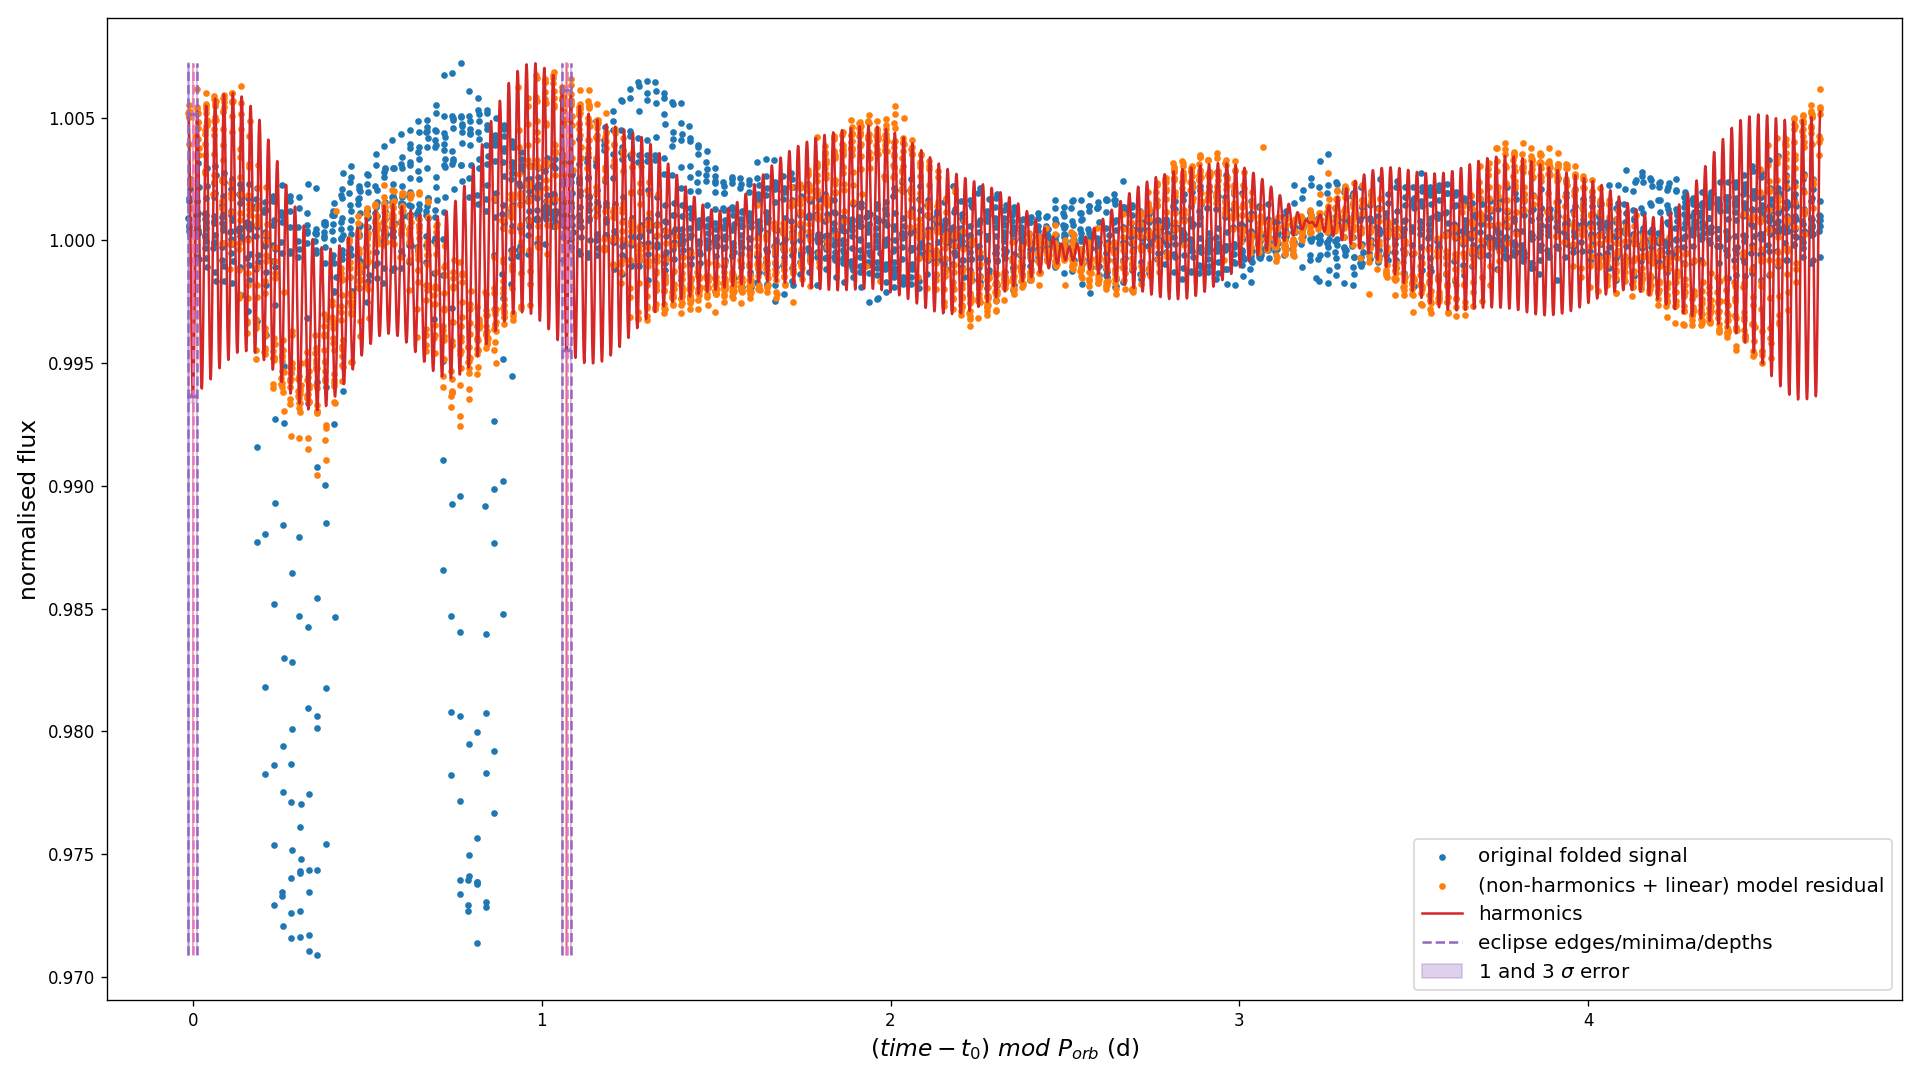 1.005
1.000
0.995
0.990
0.985
0.980
0.975
0.970
normalised flux
original folded signal
(non-harmonics + linear) model residual
harmonics
eclipse edges/minima/depths
1 and 3 σ error
0 1 2 3 4
(time − t₀) mod Pₒᵣb (d)